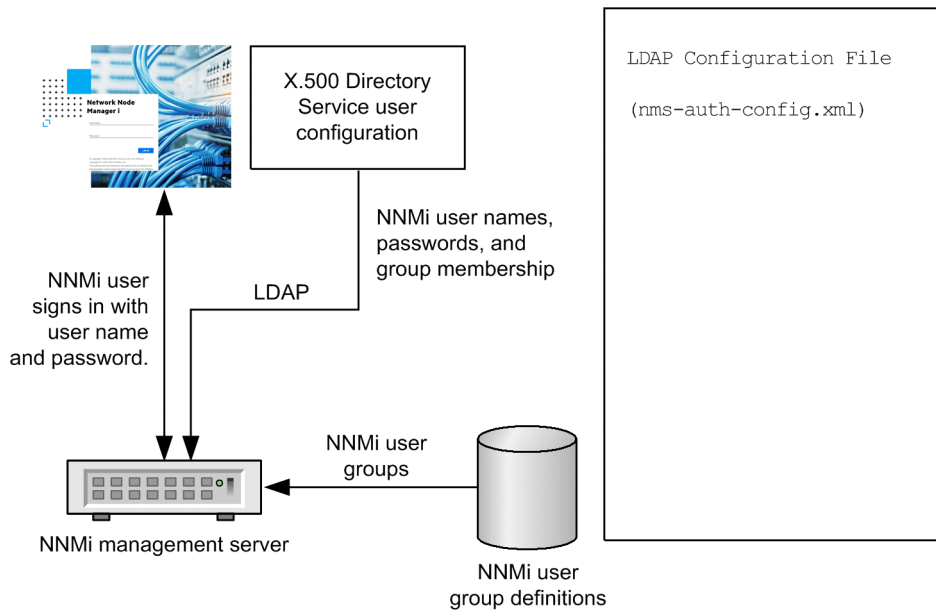 Network Node
Manager i
X.500 Directory
Service user
configuration
LDAP Configuration File
(nms-auth-config.xml)
NNMi user names,
passwords, and
group membership
LDAP
NNMi user
signs in with
user name
and password.
NNMi user
groups
NNMi management server
NNMi user
group definitions